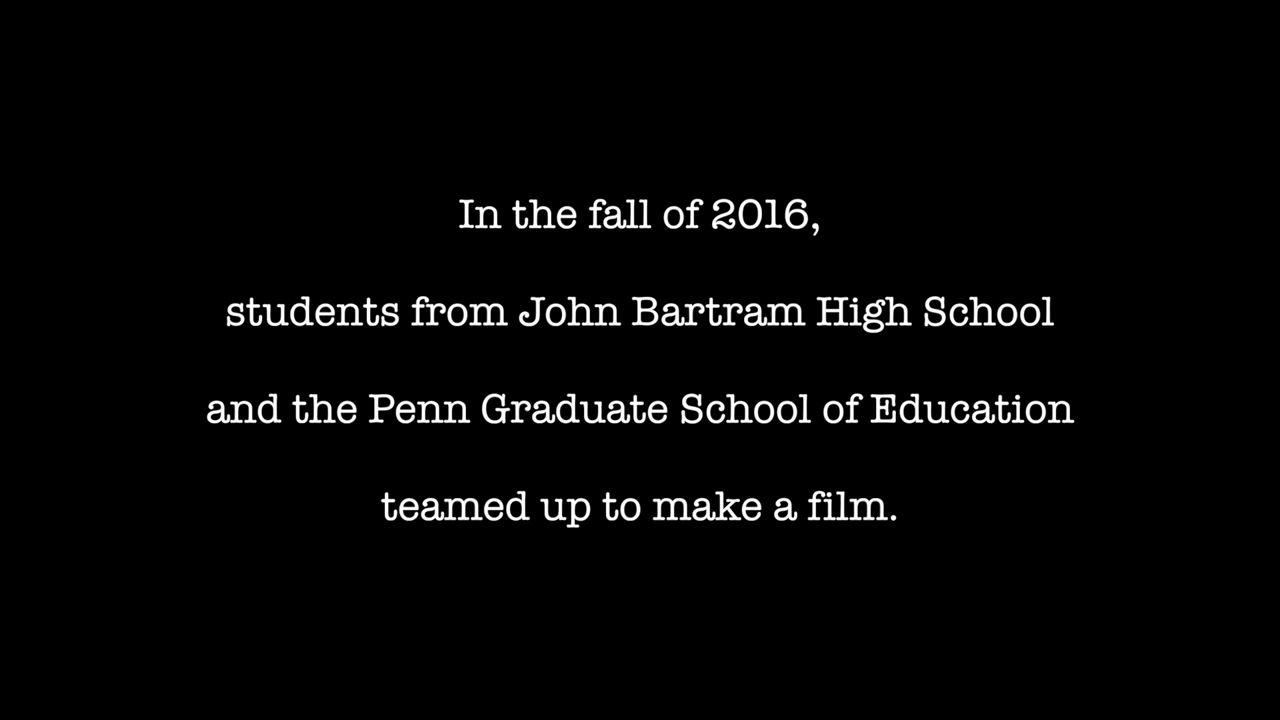 In the fall of 2016,
students from John Bartram High School
and the Penn Graduate School of Education
teamed up to make a film.